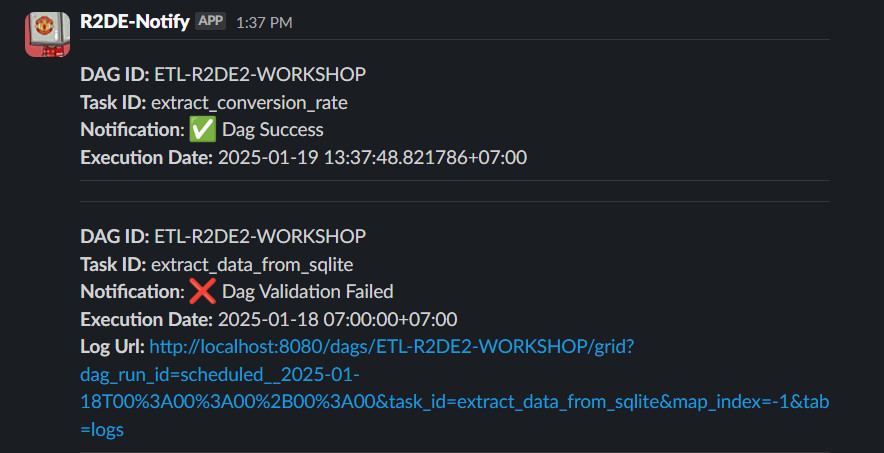 R2DE-Notify APP 1:37 PM
DAG ID: ETL-R2DE2-WORKSHOP
Task ID: extract_conversion_rate
Notification: ✅ Dag Success
Execution Date: 2025-01-19 13:37:48.821786+07:00
DAG ID: ETL-R2DE2-WORKSHOP
Task ID: extract_data_from_sqlite
Notification: ❌ Dag Validation Failed
Execution Date: 2025-01-18 07:00:00+07:00
Log Url: http://localhost:8080/dags/ETL-R2DE2-WORKSHOP/grid?
dag_run_id=scheduled__2025-01-
18T00%3A00%3A00%2B00%3A00&task_id=extract_data_from_sqlite&map_index=-1&tab
=logs